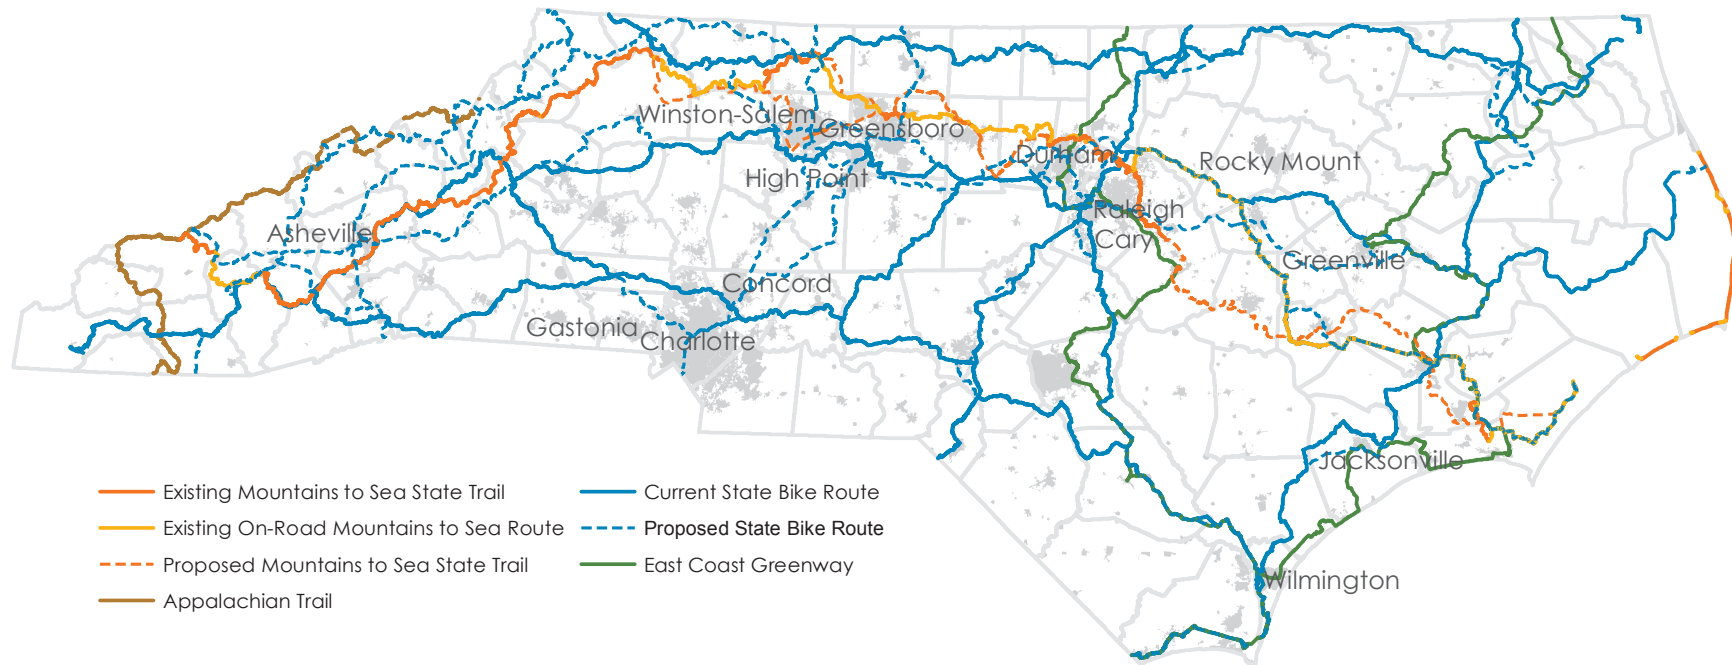 Winston-Salem
Greensboro
Durham
Rocky Mount
High Point
Raleigh
Cary
Asheville
Greenville
Concord
Gastonia
Charlotte
Jacksonville
Wilmington
Existing Mountains to Sea State Trail
Existing On-Road Mountains to Sea Route
Proposed Mountains to Sea State Trail
Appalachian Trail
Current State Bike Route
Proposed State Bike Route
East Coast Greenway